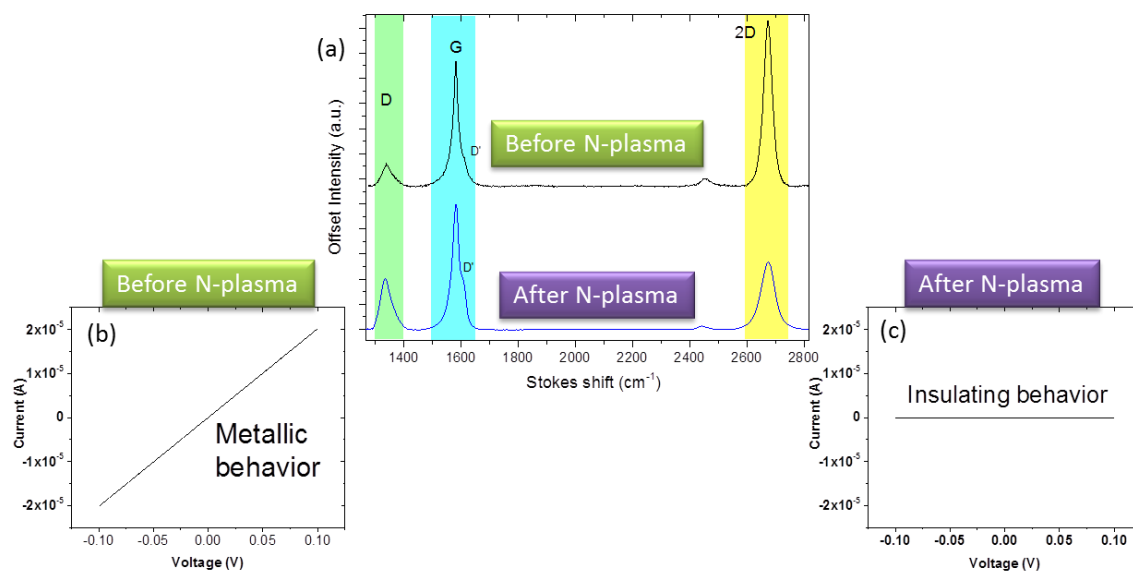 (a)
D
G
D'
2D
Before N-plasma
D'
After N-plasma
Offset Intensity (a.u.)
1400 1600 1800 2000 2200 2400 2600 2800
Stokes shift (cm⁻¹)
Before N-plasma
(b)
2x10⁻⁵
1x10⁻⁵
0
-1x10⁻⁵
-2x10⁻⁵
Current (A)
Metallic
behavior
-0.10 -0.05 0.00 0.05 0.10
Voltage (V)
After N-plasma
(c)
2x10⁻⁵
1x10⁻⁵
0
-1x10⁻⁵
-2x10⁻⁵
Current (A)
Insulating behavior
-0.10 -0.05 0.00 0.05 0.10
Voltage (V)